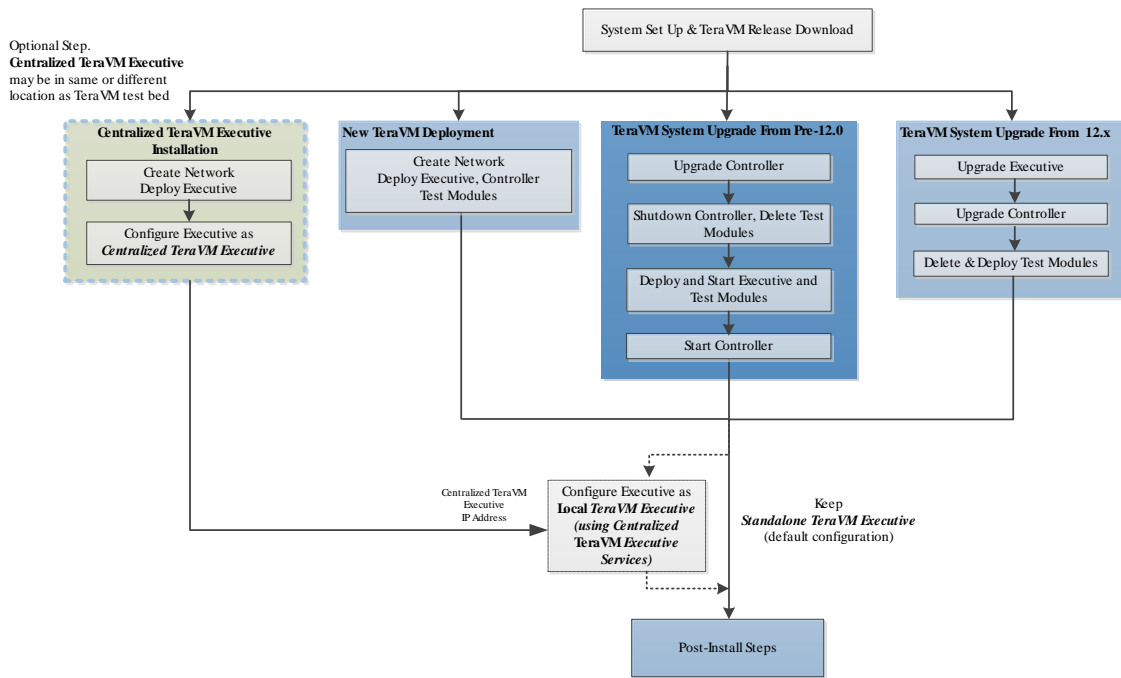 System Set Up & TeraVM Release Download
Optional Step.
Centralized TeraVM Executive
may be in same or different
location as TeraVM test bed
Centralized TeraVM Executive
Installation
Create Network
Deploy Executive
Configure Executive as
Centralized TeraVM Executive
New TeraVM Deployment
Create Network
Deploy Executive, Controller
Test Modules
TeraVM System Upgrade From Pre-12.0
Upgrade Controller
Shutdown Controller, Delete Test
Modules
Deploy and Start Executive and
Test Modules
Start Controller
TeraVM System Upgrade From 12.x
Upgrade Executive
Upgrade Controller
Delete & Deploy Test Modules
Centralized TeraVM
Executive
IP Address
Configure Executive as
Local TeraVM Executive
(using Centralized
TeraVM Executive
Services)
Keep
Standalone TeraVM Executive
(default configuration)
Post-Install Steps